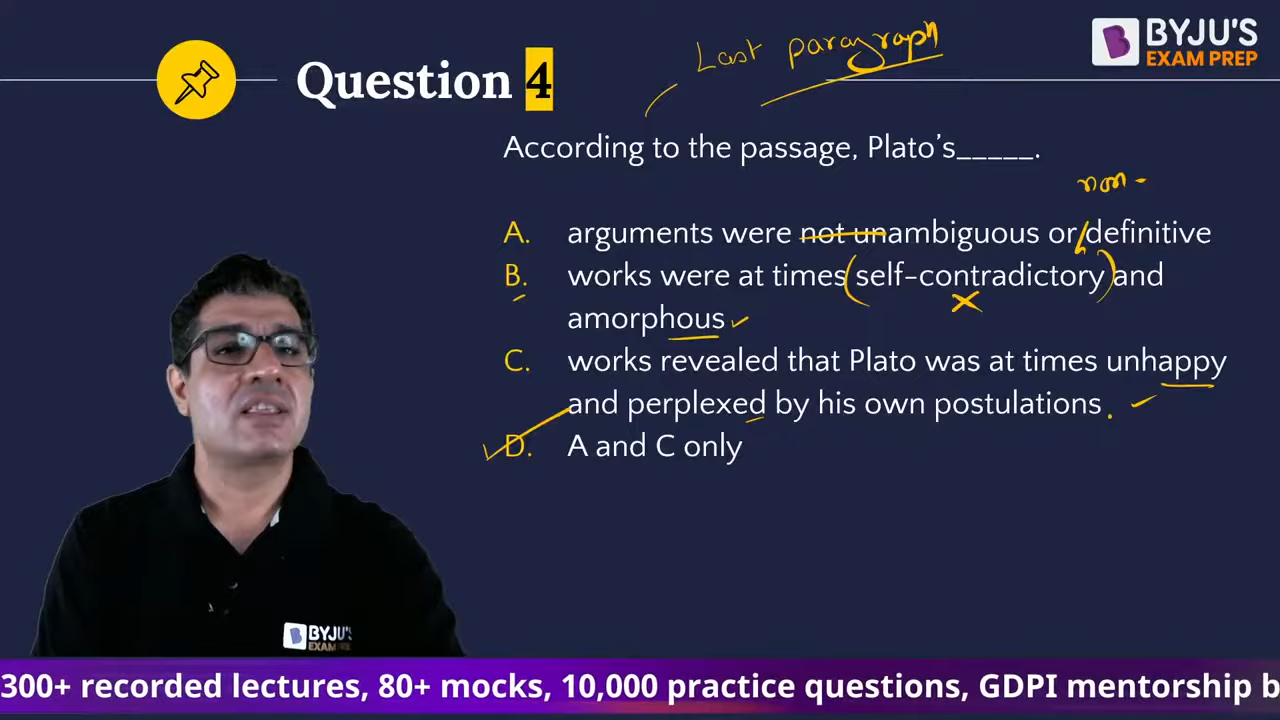 Last paragraph
BYJU'S
EXAM PREP
Question 4
According to the passage, Plato's_____.
non-
A. arguments were not unambiguous or definitive
B. works were at times self-contradictory and
amorphous
C. works revealed that Plato was at times unhappy
and perplexed by his own postulations.
D. A and C only
BYJU'S
EXAM PREP
300+ recorded lectures, 80+ mocks, 10,000 practice questions, GDPI mentorship b